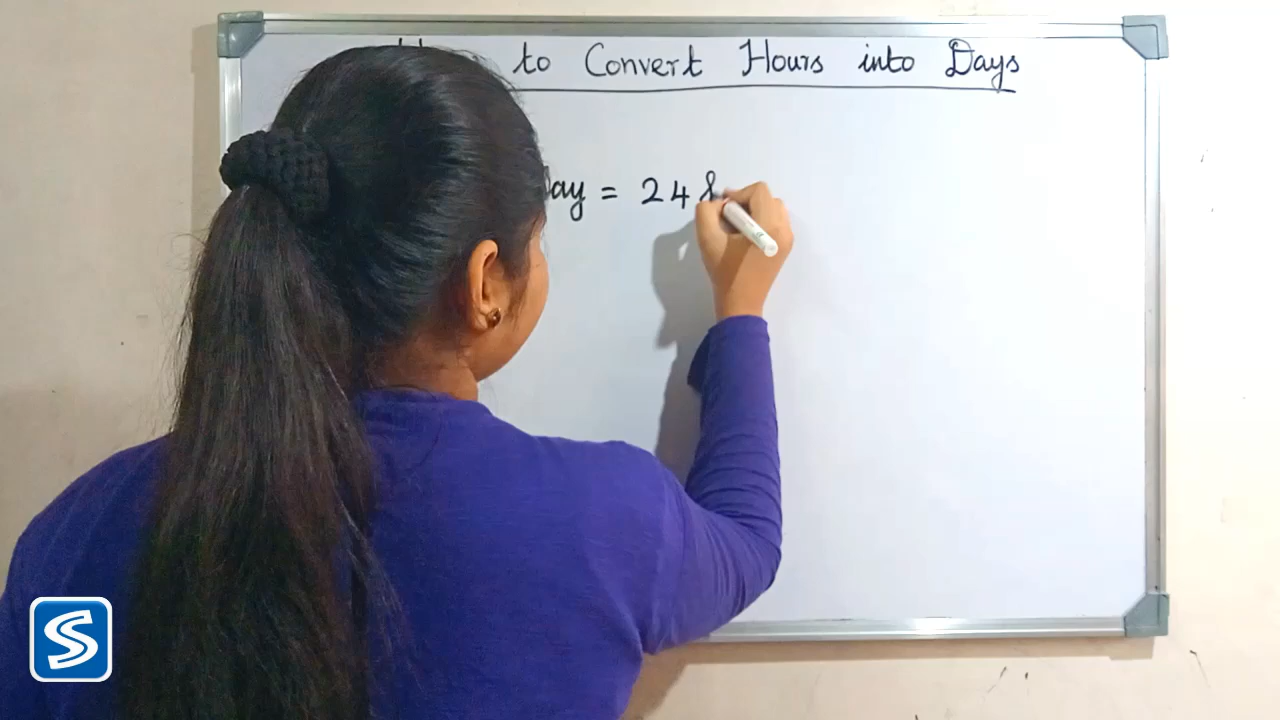 to Convert Hours into Days
ay = 24
S